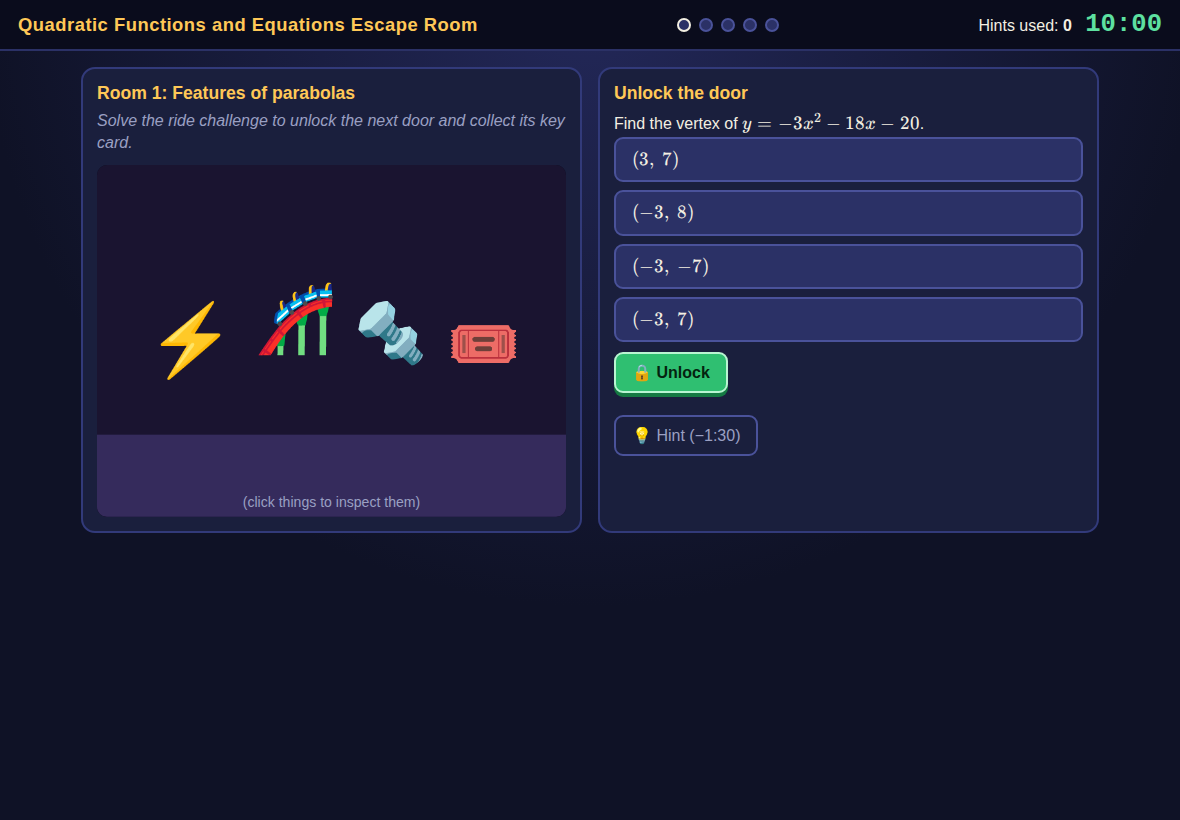 Quadratic Functions and Equations Escape Room
Hints used: 0 10:00
Room 1: Features of parabolas
Solve the ride challenge to unlock the next door and collect its key
card.
(click things to inspect them)
Unlock the door
Find the vertex of y = −3x² − 18x − 20.
(3, 7)
(−3, 8)
(−3, −7)
(−3, 7)
🔒 Unlock
💡 Hint (−1:30)